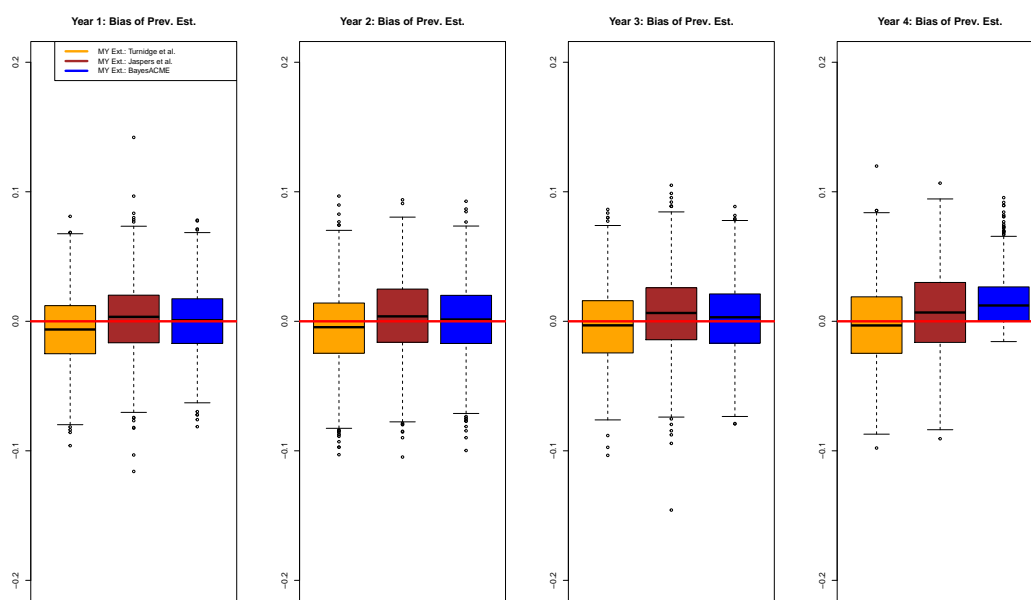 Year 1: Bias of Prev. Est.
MY Ext.: Turnidge et al.
MY Ext.: Jaspers et al.
MY Ext.: BayesACME
0.2
0.1
0.0
−0.1
−0.2
Year 2: Bias of Prev. Est.
0.2
0.1
0.0
−0.1
−0.2
Year 3: Bias of Prev. Est.
0.2
0.1
0.0
−0.1
−0.2
Year 4: Bias of Prev. Est.
0.2
0.1
0.0
−0.1
−0.2